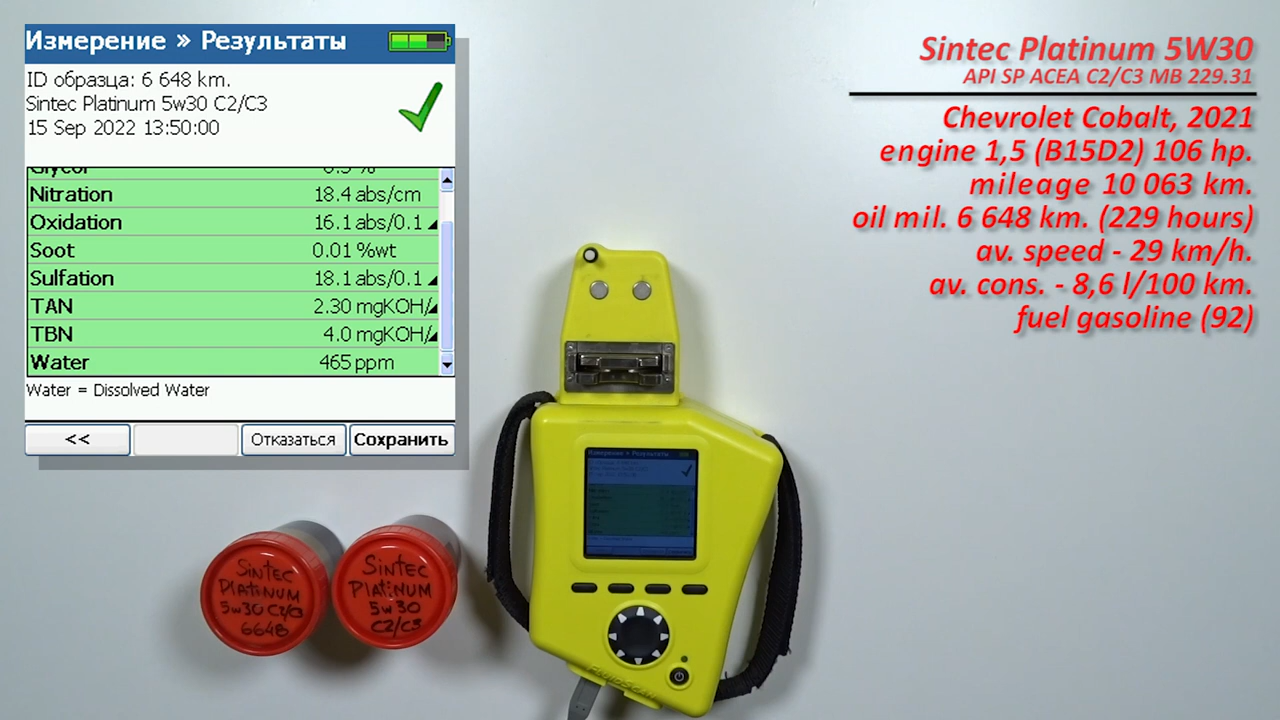 Измерение » Результаты
ID образца: 6 648 km.
Sintec Platinum 5w30 C2/C3
15 Sep 2022 13:50:00
Nitration 18.4 abs/cm
Oxidation 16.1 abs/0.1
Soot 0.01 %wt
Sulfation 18.1 abs/0.1
TAN 2.30 mgKOH/
TBN 4.0 mgKOH/
Water 465 ppm
Water = Dissolved Water
<< Отказаться Сохранить
Sintec Platinum 5W30
API SP ACEA C2/C3 MB 229.31
Chevrolet Cobalt, 2021
engine 1,5 (B15D2) 106 hp.
mileage 10 063 km.
oil mil. 6 648 km. (229 hours)
av. speed - 29 km/h.
av. cons. - 8,6 l/100 km.
fuel gasoline (92)
Измерение » Результаты
SINTEC
PLATINUM
5w30 C2/C3
6648
SINTEC
PLATINUM
5w30
C2/C3